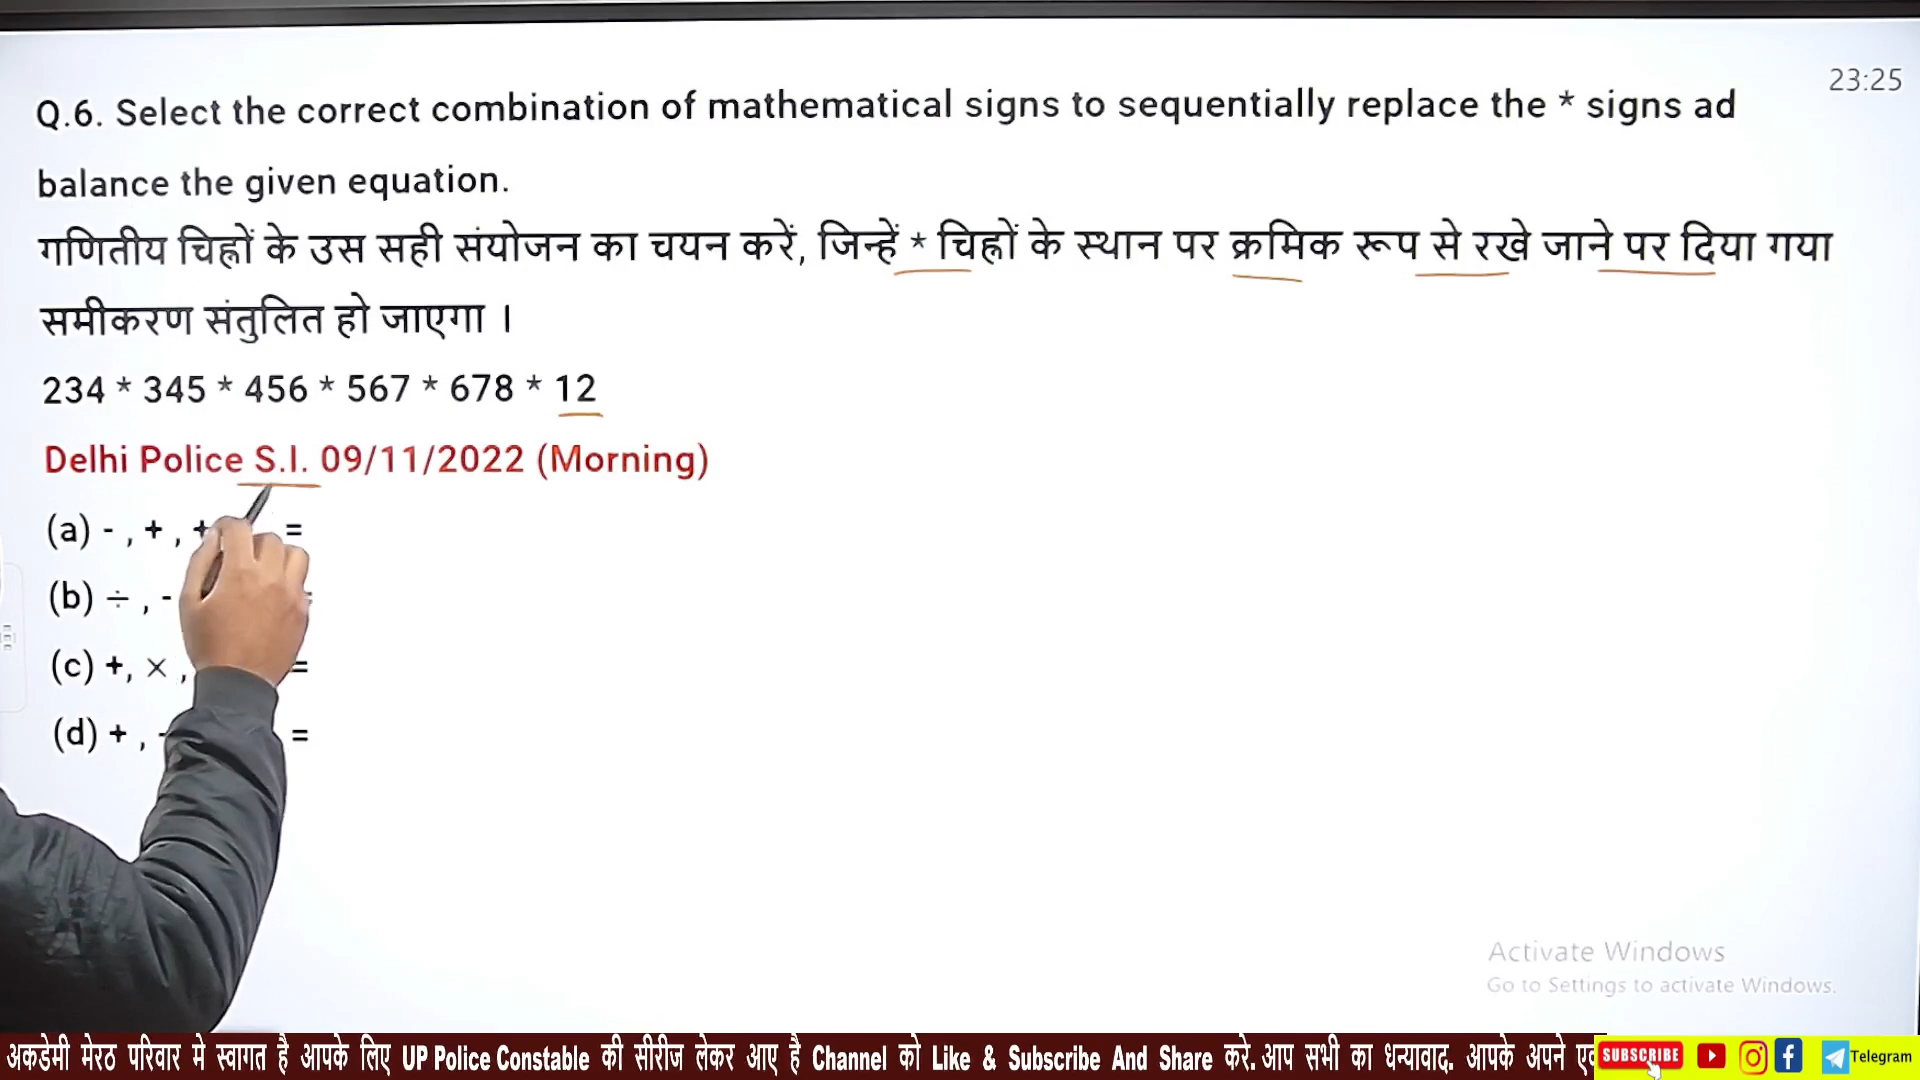 23:25
Q.6. Select the correct combination of mathematical signs to sequentially replace the * signs ad
balance the given equation.
गणितीय चिह्नों के उस सही संयोजन का चयन करें, जिन्हें * चिह्नों के स्थान पर क्रमिक रूप से रखे जाने पर दिया गया
समीकरण संतुलित हो जाएगा ।
234 * 345 * 456 * 567 * 678 * 12
Delhi Police S.I. 09/11/2022 (Morning)
(a) - , + , + =
(b) ÷ , -
(c) +, × , =
(d) + , =
Activate Windows
Go to Settings to activate Windows.
अकडेमी मेरठ परिवार मे स्वागत है आपके लिए UP Police Constable की सीरीज लेकर आए है Channel को Like & Subscribe And Share करे. आप सभी का धन्यावाद. आपके अपने
SUBSCRIBE
Telegram